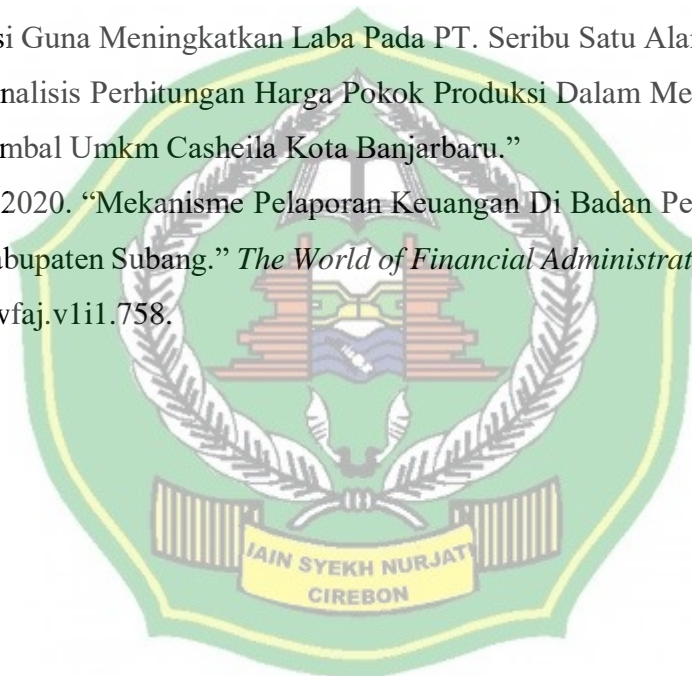 si Guna Meningkatkan Laba Pada PT. Seribu Satu Ala
nalisis Perhitungan Harga Pokok Produksi Dalam Me
mbal Umkm Casheila Kota Banjarbaru.”
2020. “Mekanisme Pelaporan Keuangan Di Badan Pe
abupaten Subang.” The World of Financial Administrat
wfaj.v1i1.758.
IAIN SYEKH NURJATI
CIREBON